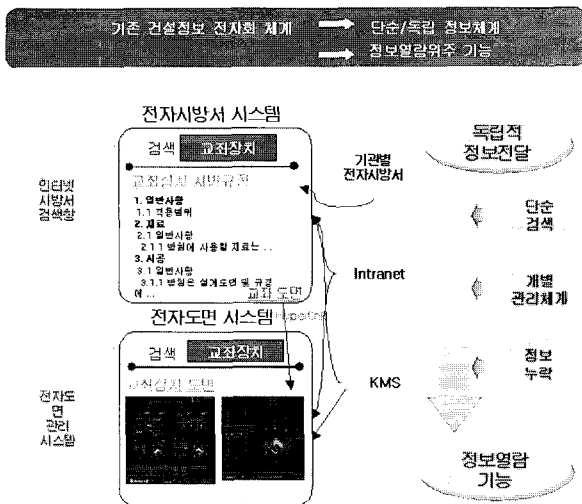 기존 건설정보 전자화 체계
단순/독립 정보체계
정보열람위주 기능
전자시방서 시스템
검색 교좌장치
교좌장치 시방규정
1. 일반사항
1.1 적용범위
2. 재료
2.1 일반사항
2.1.1 받침에 사용할 재료는 ..
3. 시공
3.1 일반사항
3.1.1 받침은 설계도면 및 규정
에 ..
교좌 도면
인터넷
시방서
검색창
기관별
전자시방서
Intranet
KMS
전자도면 시스템
검색 교좌장치
교좌장치 도면
전자도
면
관리
시스템
독립적
정보전달
단순
검색
개별
관리체계
정보
누락
정보열람
기능